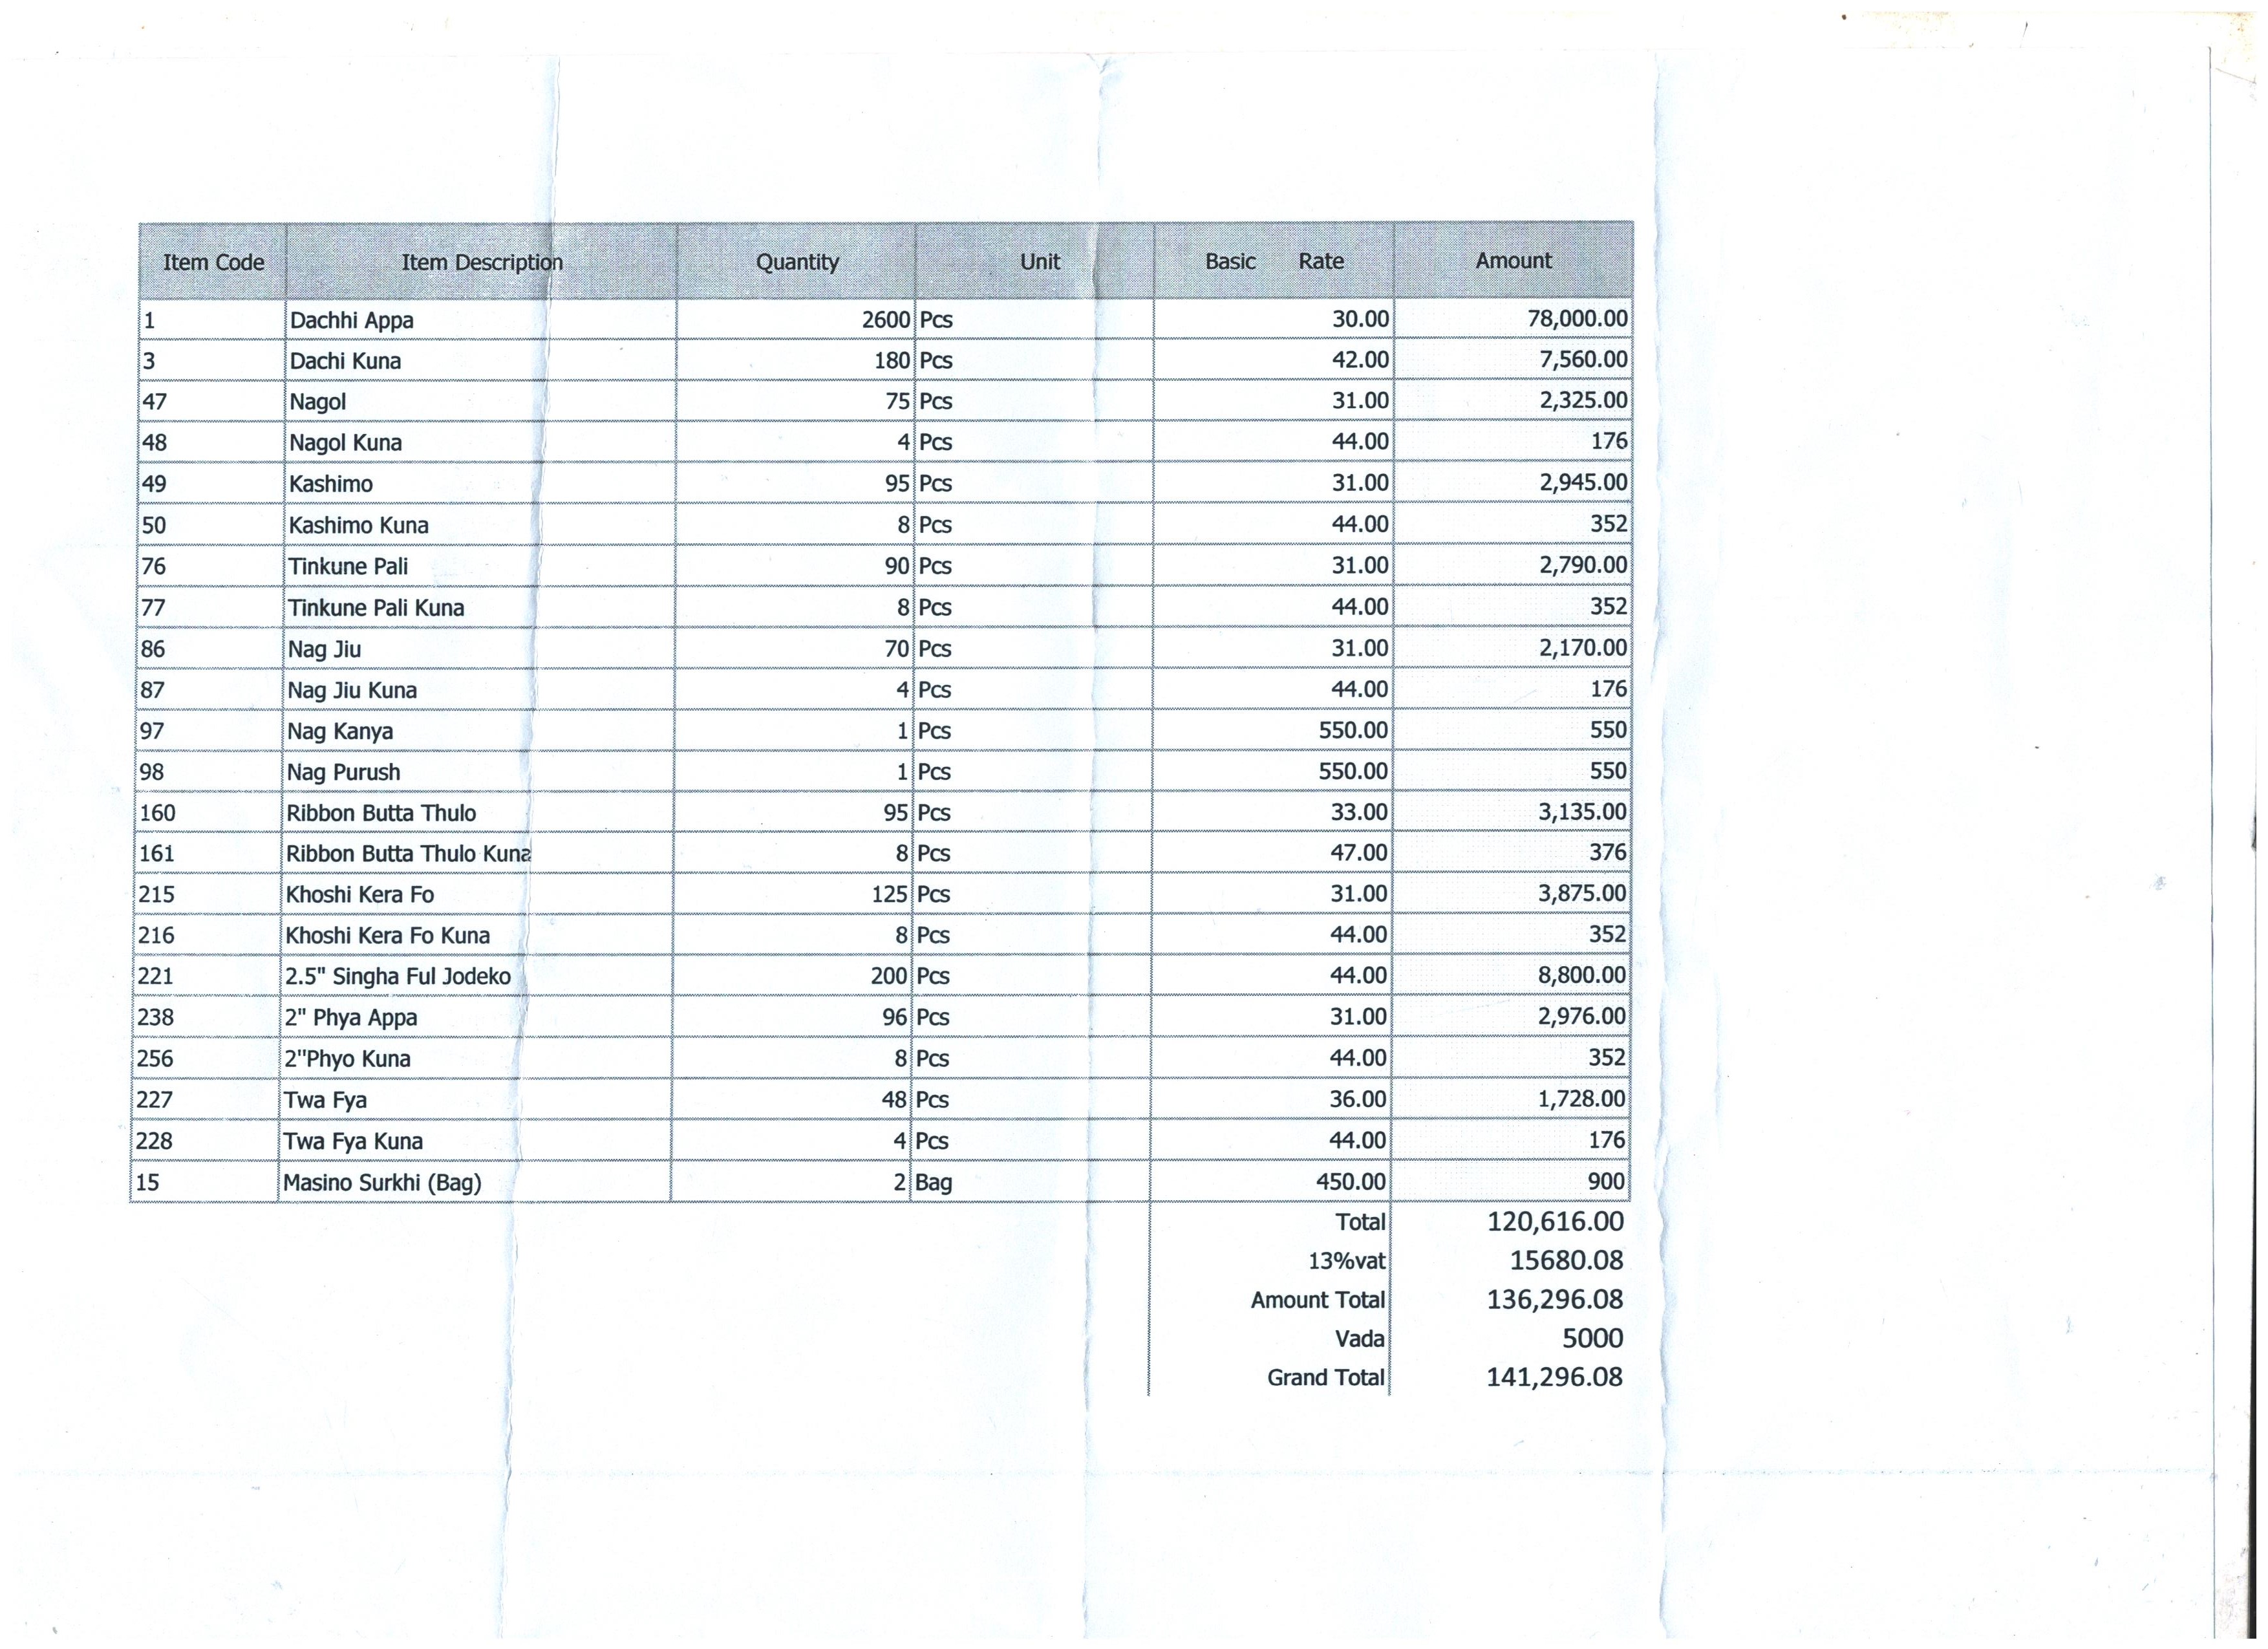 Item Code Item Description Quantity Unit Basic Rate Amount
1 Dachhi Appa 2600 Pcs 30.00 78,000.00
3 Dachi Kuna 180 Pcs 42.00 7,560.00
47 Nagol 75 Pcs 31.00 2,325.00
48 Nagol Kuna 4 Pcs 44.00 176
49 Kashimo 95 Pcs 31.00 2,945.00
50 Kashimo Kuna 8 Pcs 44.00 352
76 Tinkune Pali 90 Pcs 31.00 2,790.00
77 Tinkune Pali Kuna 8 Pcs 44.00 352
86 Nag Jiu 70 Pcs 31.00 2,170.00
87 Nag Jiu Kuna 4 Pcs 44.00 176
97 Nag Kanya 1 Pcs 550.00 550
98 Nag Purush 1 Pcs 550.00 550
160 Ribbon Butta Thulo 95 Pcs 33.00 3,135.00
161 Ribbon Butta Thulo Kuna 8 Pcs 47.00 376
215 Khoshi Kera Fo 125 Pcs 31.00 3,875.00
216 Khoshi Kera Fo Kuna 8 Pcs 44.00 352
221 2.5" Singha Ful Jodeko 200 Pcs 44.00 8,800.00
238 2" Phya Appa 96 Pcs 31.00 2,976.00
256 2"Phyo Kuna 8 Pcs 44.00 352
227 Twa Fya 48 Pcs 36.00 1,728.00
228 Twa Fya Kuna 4 Pcs 44.00 176
15 Masino Surkhi (Bag) 2 Bag 450.00 900
Total 120,616.00
13%vat 15680.08
Amount Total 136,296.08
Vada 5000
Grand Total 141,296.08